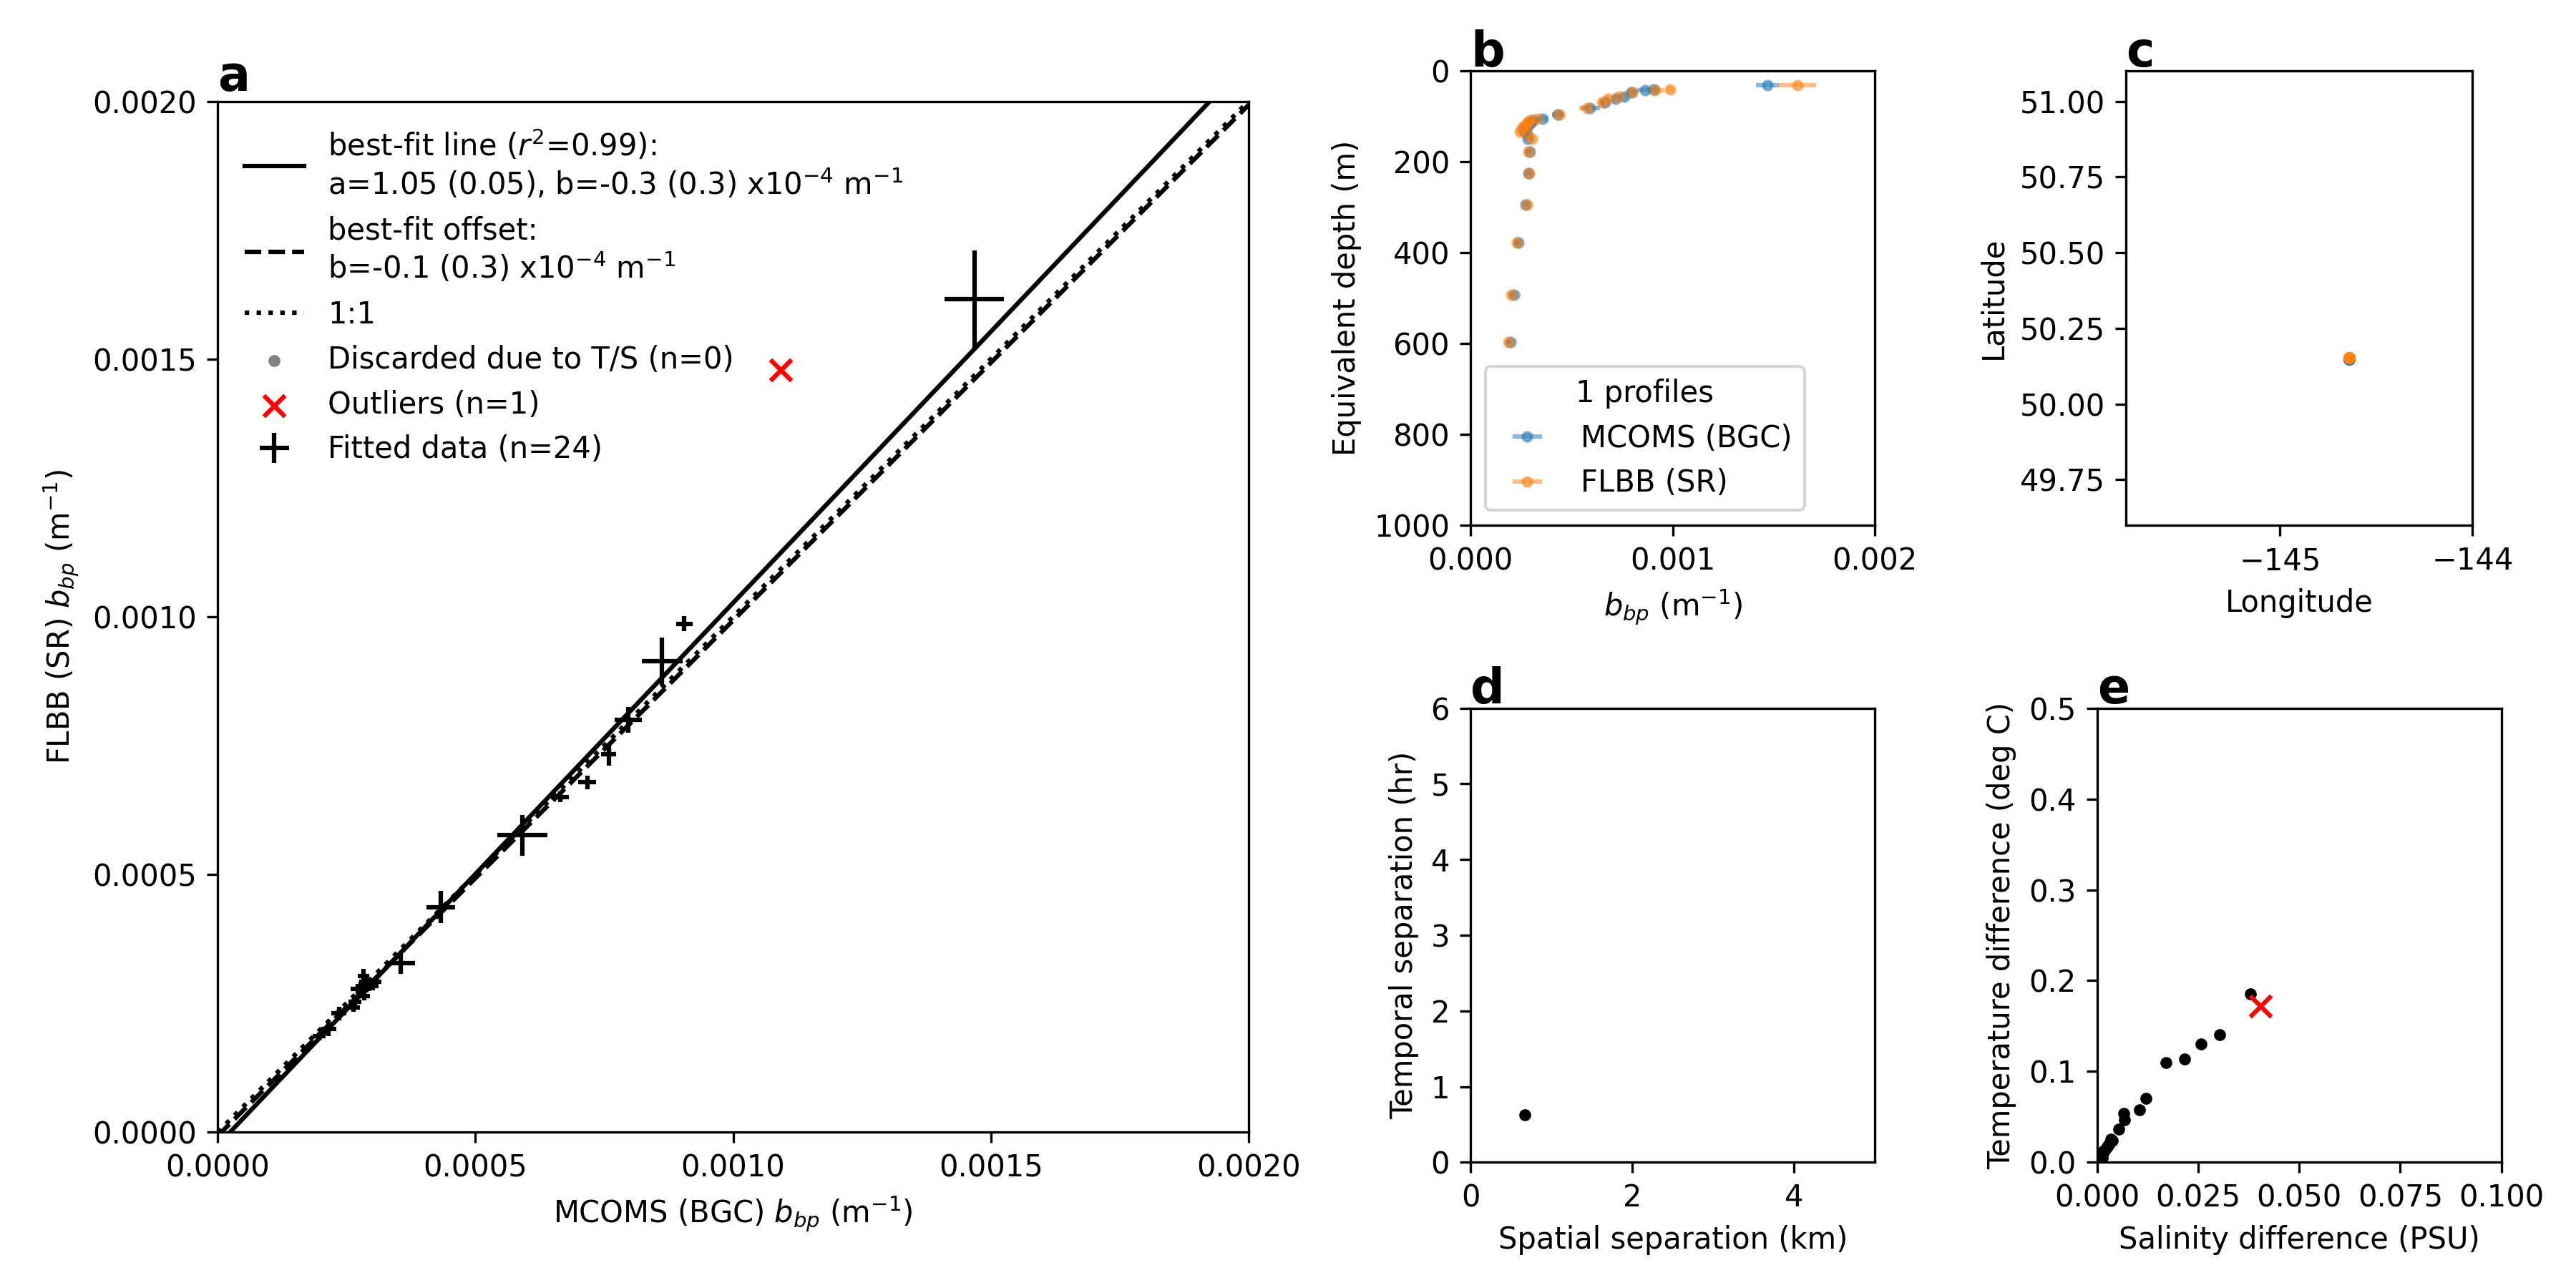 a
0.0020
0.0015
0.0010
0.0005
0.0000
FLBB (SR) b_bp (m⁻¹)
best-fit line (r²=0.99):
a=1.05 (0.05), b=-0.3 (0.3) x10⁻⁴ m⁻¹
best-fit offset:
b=-0.1 (0.3) x10⁻⁴ m⁻¹
1:1
Discarded due to T/S (n=0)
Outliers (n=1)
Fitted data (n=24)
0.0000 0.0005 0.0010 0.0015 0.0020
MCOMS (BGC) b_bp (m⁻¹)
b
0
200
400
600
800
1000
Equivalent depth (m)
1 profiles
MCOMS (BGC)
FLBB (SR)
0.000 0.001 0.002
b_bp (m⁻¹)
c
51.00
50.75
50.50
50.25
50.00
49.75
Latitude
−145 −144
Longitude
d
6
5
4
3
2
1
0
Temporal separation (hr)
0 2 4
Spatial separation (km)
e
0.5
0.4
0.3
0.2
0.1
0.0
Temperature difference (deg C)
0.000 0.025 0.050 0.075 0.100
Salinity difference (PSU)